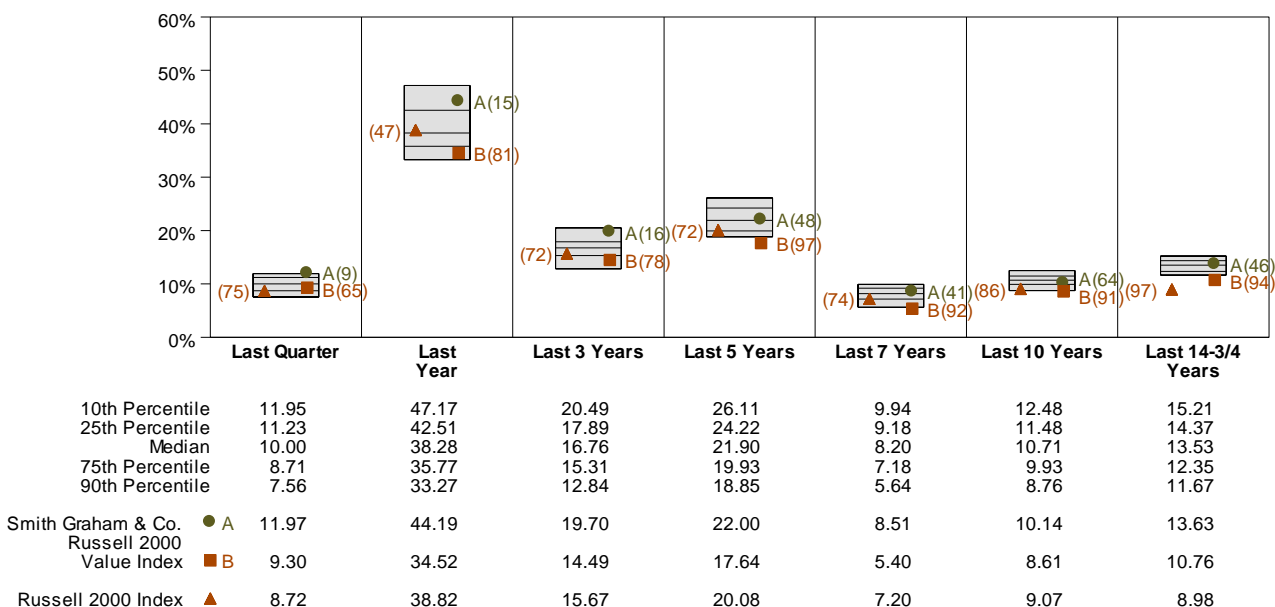 60%
50%
40%
30%
20%
10%
0%
(75)
A(9)
B(65)
(47)
A(15)
B(81)
(72)
A(16)
B(78)
(72)
A(48)
B(97)
(74)
A(41)
B(92)
(86)
A(64)
B(91)
(97)
A(46)
B(94)
Last Quarter Last Year Last 3 Years Last 5 Years Last 7 Years Last 10 Years Last 14-3/4 Years
10th Percentile 11.95 47.17 20.49 26.11 9.94 12.48 15.21
25th Percentile 11.23 42.51 17.89 24.22 9.18 11.48 14.37
Median 10.00 38.28 16.76 21.90 8.20 10.71 13.53
75th Percentile 8.71 35.77 15.31 19.93 7.18 9.93 12.35
90th Percentile 7.56 33.27 12.84 18.85 5.64 8.76 11.67
Smith Graham & Co. A 11.97 44.19 19.70 22.00 8.51 10.14 13.63
Russell 2000
Value Index B 9.30 34.52 14.49 17.64 5.40 8.61 10.76
Russell 2000 Index 8.72 38.82 15.67 20.08 7.20 9.07 8.98